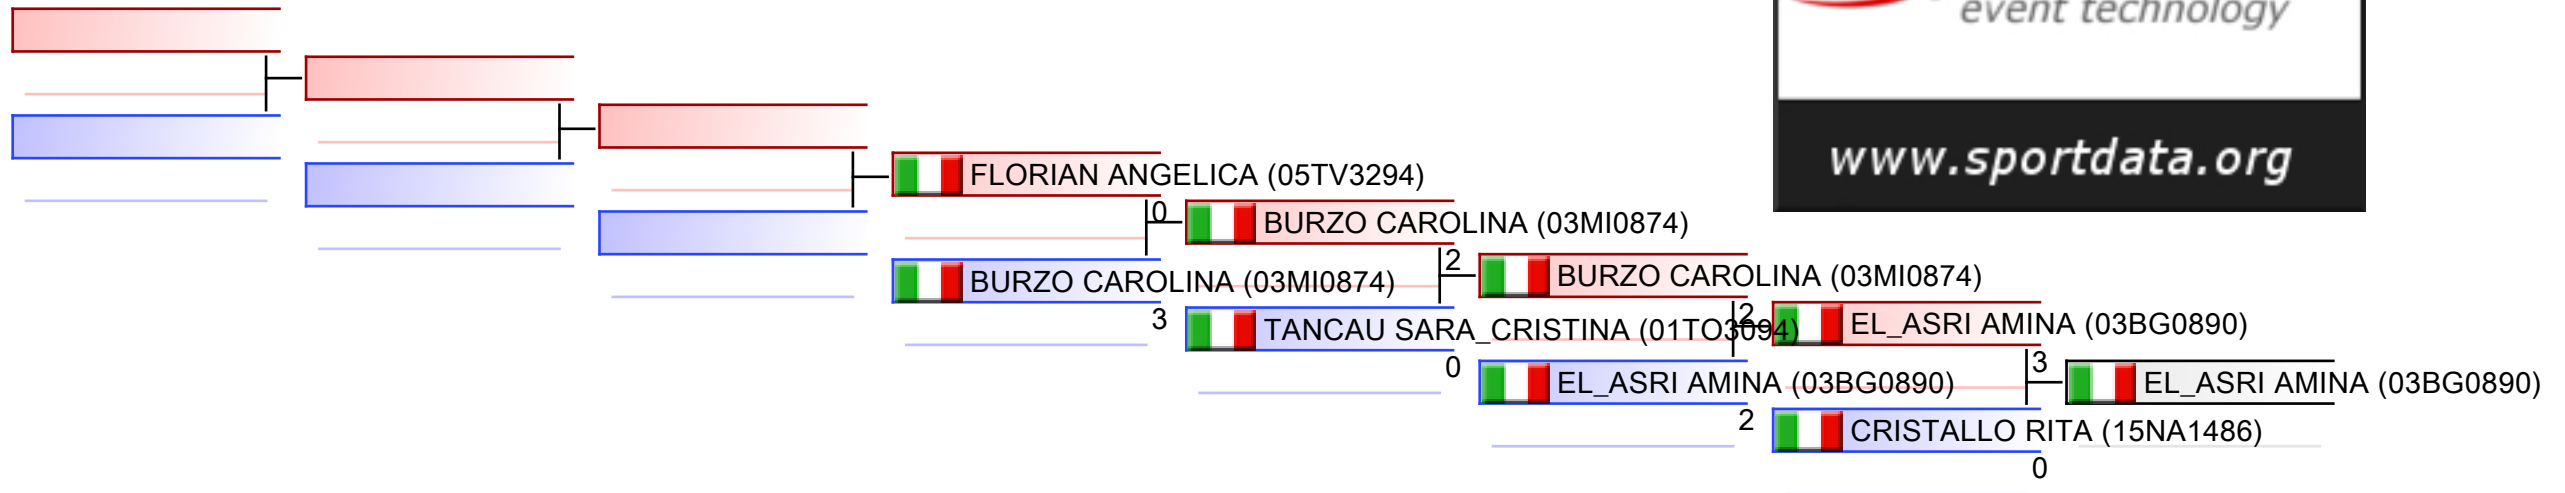 event technology
www.sportdata.org
FLORIAN ANGELICA (05TV3294)
0
BURZO CAROLINA (03MI0874)
BURZO CAROLINA (03MI0874)
3
2
BURZO CAROLINA (03MI0874)
TANCAU SARA_CRISTINA (01TO3094)
0
2
EL_ASRI AMINA (03BG0890)
EL_ASRI AMINA (03BG0890)
2
3
EL_ASRI AMINA (03BG0890)
CRISTALLO RITA (15NA1486)
0